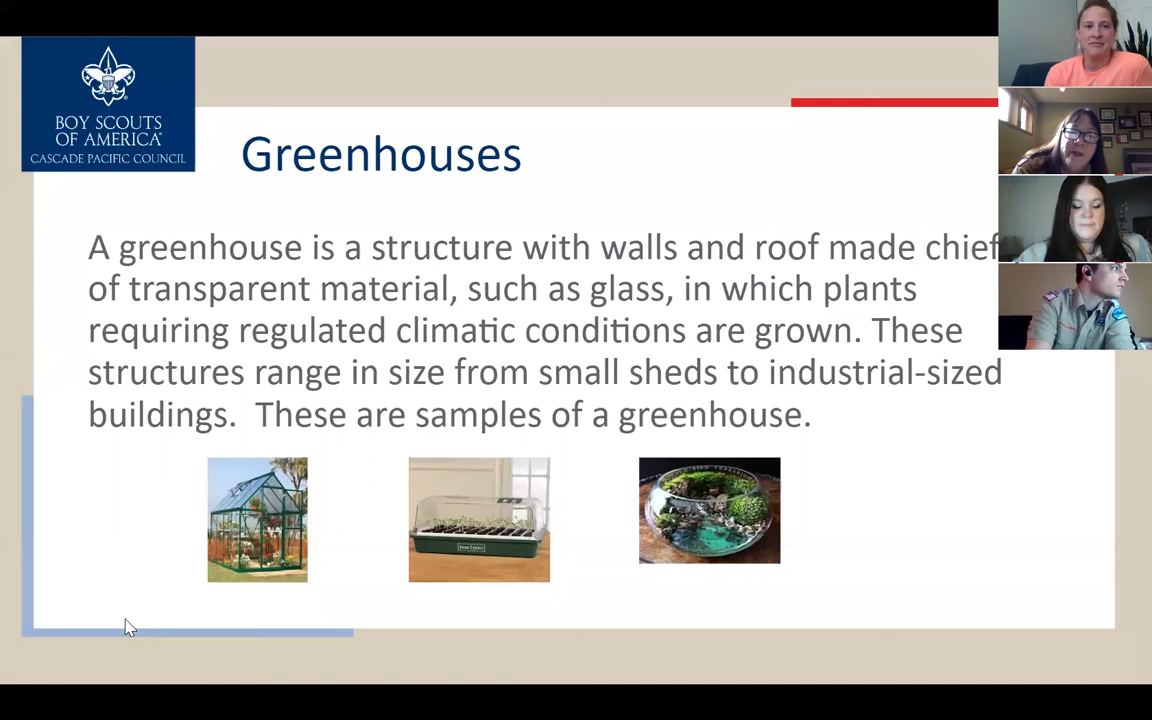 BOY SCOUTS
OF AMERICA®
CASCADE PACIFIC COUNCIL
Greenhouses
A greenhouse is a structure with walls and roof made chief
of transparent material, such as glass, in which plants
requiring regulated climatic conditions are grown. These
structures range in size from small sheds to industrial-sized
buildings.  These are samples of a greenhouse.